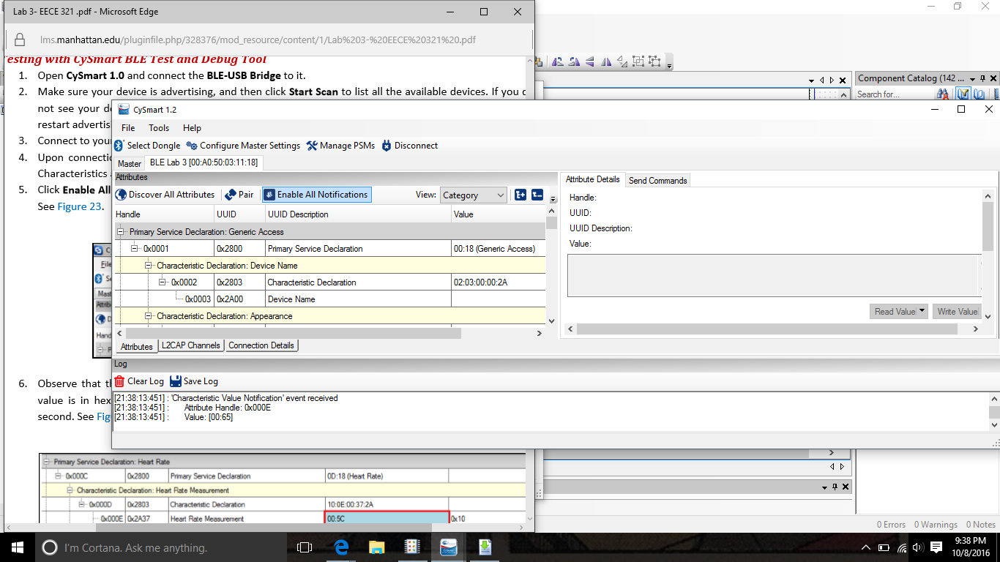 Lab 3- EECE 321 .pdf - Microsoft Edge
lms.manhattan.edu/pluginfile.php/328376/mod_resource/content/1/Lab%203-%20EECE%20321%20.pdf
esting with CySmart BLE Test and Debug Tool
1. Open CySmart 1.0 and connect the BLE-USB Bridge to it.
2. Make sure your device is advertising, and then click Start Scan to list all the available devices. If you
not see your
restart advertis
3. Connect to you
4. Upon connecti
Characteristics
5. Click Enable All
See Figure 23.
6. Observe that
value is in hex
second. See Fig
Component Catalog (142 ...
Search for...
CySmart 1.2
File Tools Help
Select Dongle Configure Master Settings Manage PSMs Disconnect
Master BLE Lab 3 [00:A0:50:03:11:18]
Attributes
Discover All Attributes Pair Enable All Notifications View: Category
Handle UUID UUID Description Value
Primary Service Declaration: Generic Access
0x0001 0x2800 Primary Service Declaration 00:18 (Generic Access)
Characteristic Declaration: Device Name
0x0002 0x2803 Characteristic Declaration 02:03:00:00:2A
0x0003 0x2A00 Device Name
Characteristic Declaration: Appearance
Attributes L2CAP Channels Connection Details
Attribute Details Send Commands
Handle:
UUID:
UUID Description:
Value:
Read Value Write Value
Log
Clear Log Save Log
[21:38:13:451] : 'Characteristic Value Notification' event received
[21:38:13:451] : Attribute Handle: 0x000E
[21:38:13:451] : Value: [00:65]
Primary Service Declaration: Heart Rate
0x000C 0x2800 Primary Service Declaration 0D:18 (Heart Rate)
Characteristic Declaration: Heart Rate Measurement
0x000D 0x2803 Characteristic Declaration 10:0E:00:37:2A
0x000E 0x2A37 Heart Rate Measurement 00:5C 0x10
0 Errors 0 Warnings 0 Notes
I'm Cortana. Ask me anything.
9:38 PM
10/8/2016